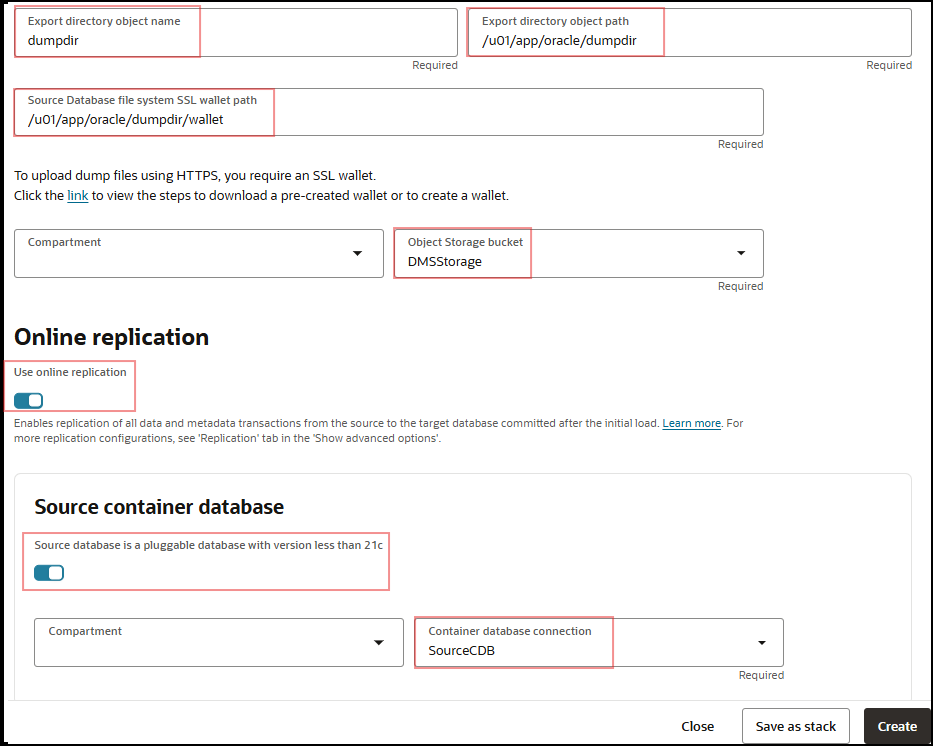 Export directory object name
dumpdir
Required
Export directory object path
/u01/app/oracle/dumpdir
Required
Source Database file system SSL wallet path
/u01/app/oracle/dumpdir/wallet
Required
To upload dump files using HTTPS, you require an SSL wallet.
Click the link to view the steps to download a pre-created wallet or to create a wallet.
Compartment
Object Storage bucket
DMSStorage
Required
Online replication
Use online replication
Enables replication of all data and metadata transactions from the source to the target database committed after the initial load. Learn more. For
more replication configurations, see 'Replication' tab in the 'Show advanced options'.
Source container database
Source database is a pluggable database with version less than 21c
Compartment
Container database connection
SourceCDB
Required
Close
Save as stack
Create